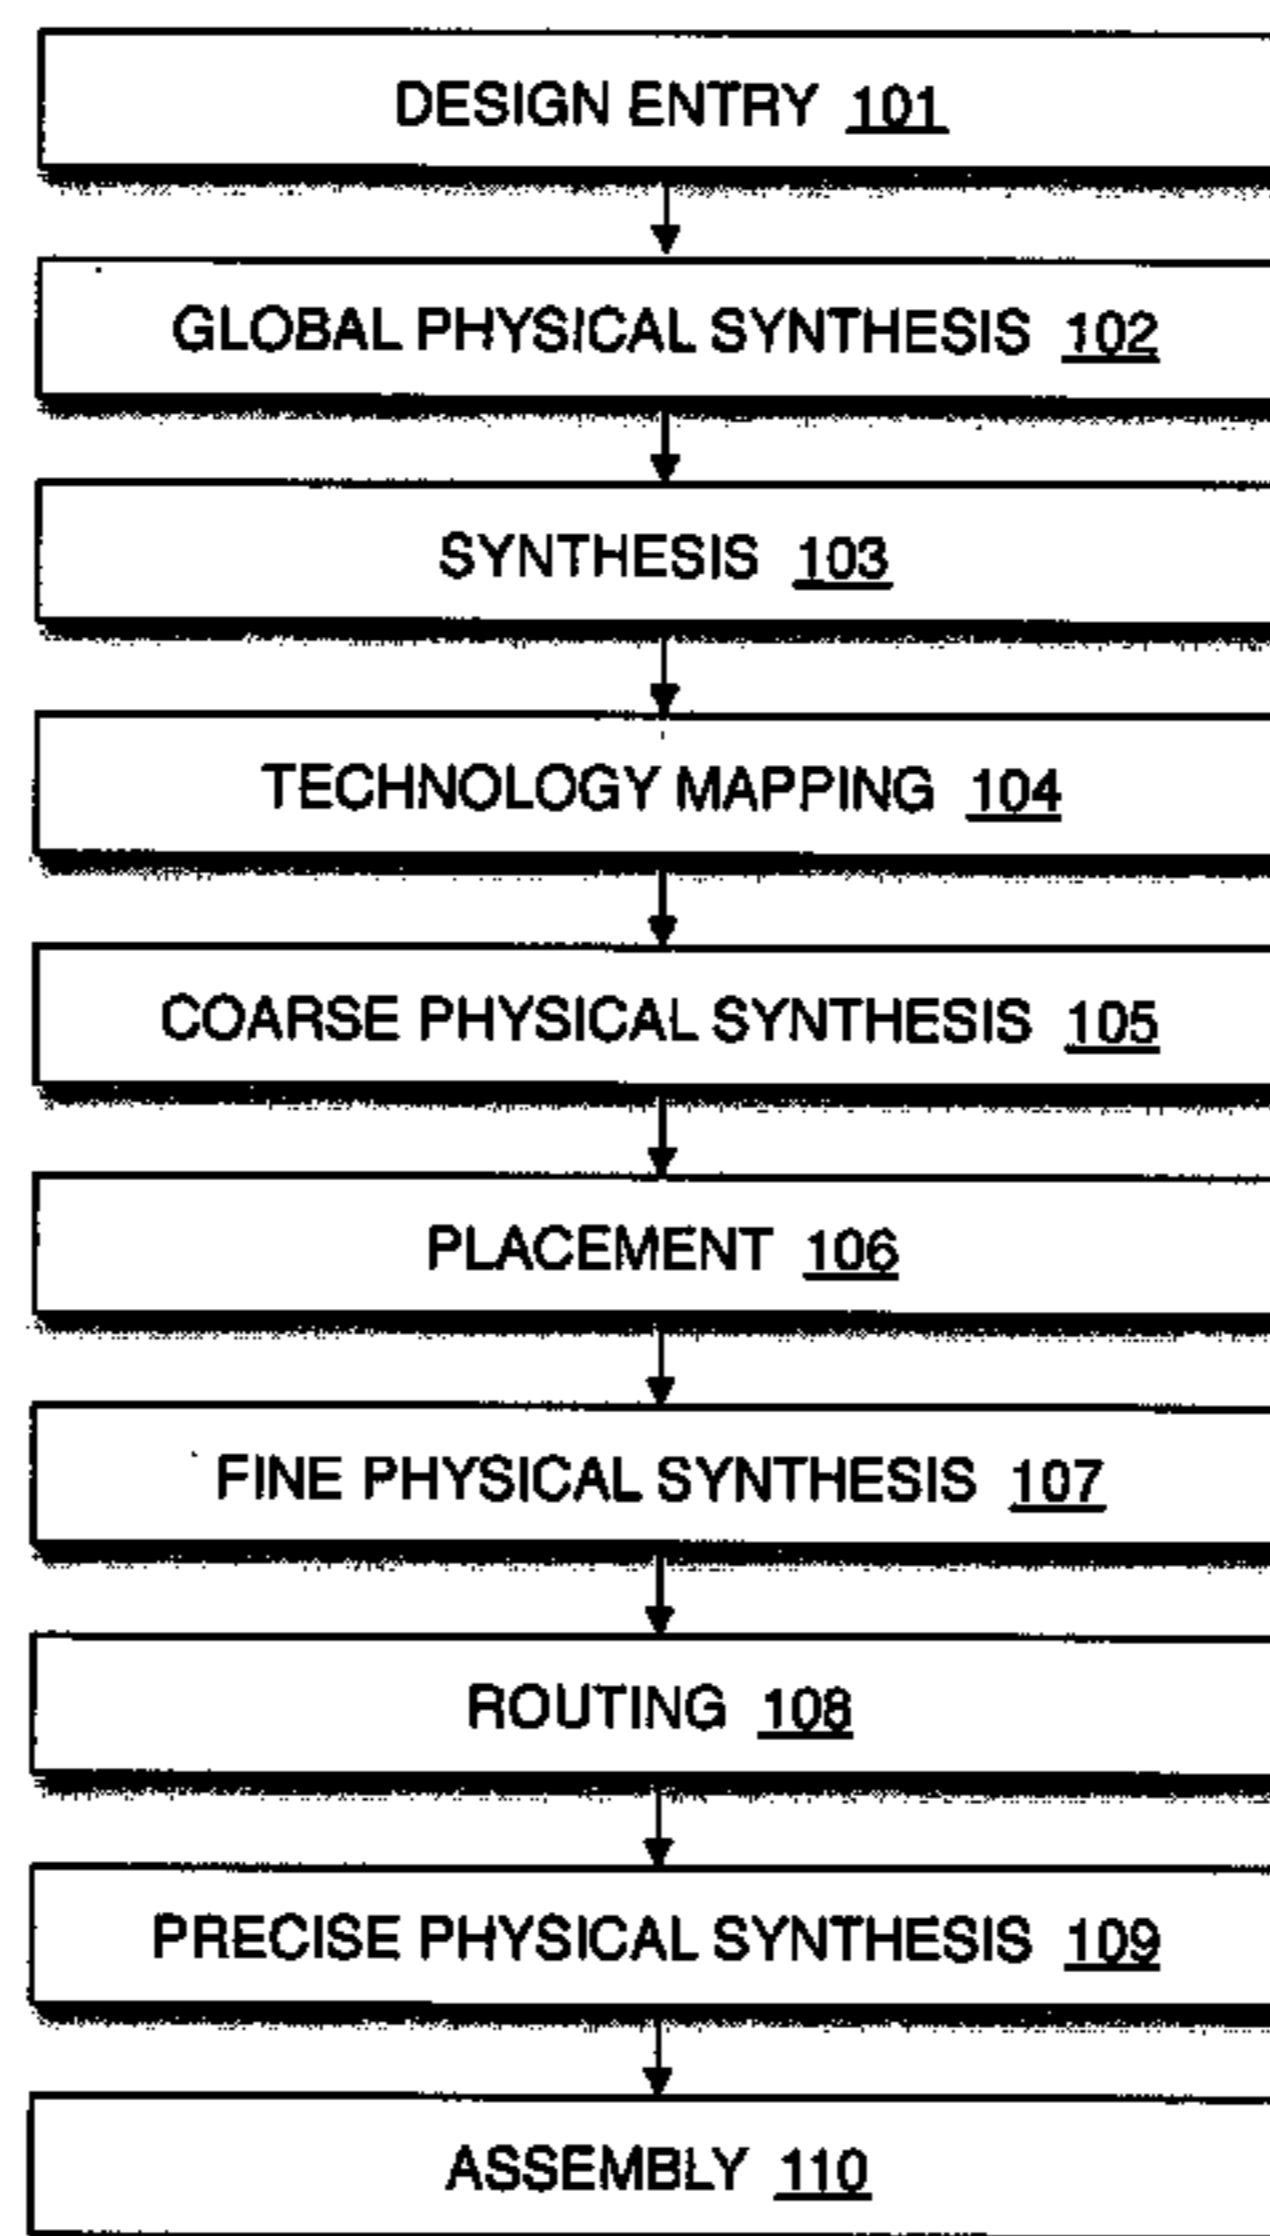 DESIGN ENTRY 101
GLOBAL PHYSICAL SYNTHESIS 102
SYNTHESIS 103
TECHNOLOGY MAPPING 104
COARSE PHYSICAL SYNTHESIS 105
PLACEMENT 106
FINE PHYSICAL SYNTHESIS 107
ROUTING 108
PRECISE PHYSICAL SYNTHESIS 109
ASSEMBLY 110